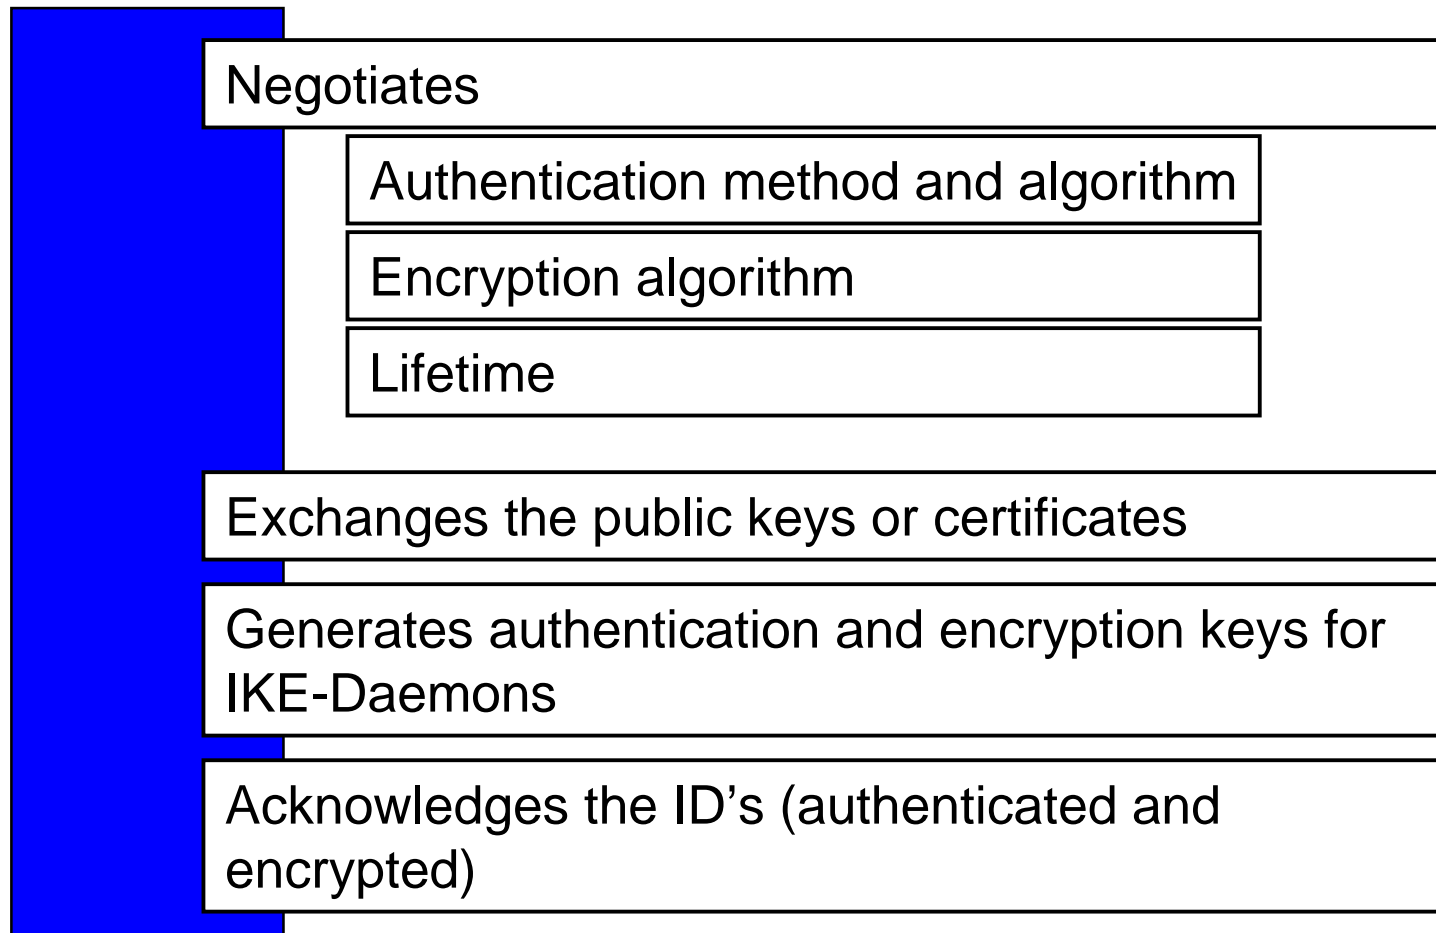 Negotiates
Authentication method and algorithm
Encryption algorithm
Lifetime
Exchanges the public keys or certificates
Generates authentication and encryption keys for
IKE-Daemons
Acknowledges the ID’s (authenticated and
encrypted)